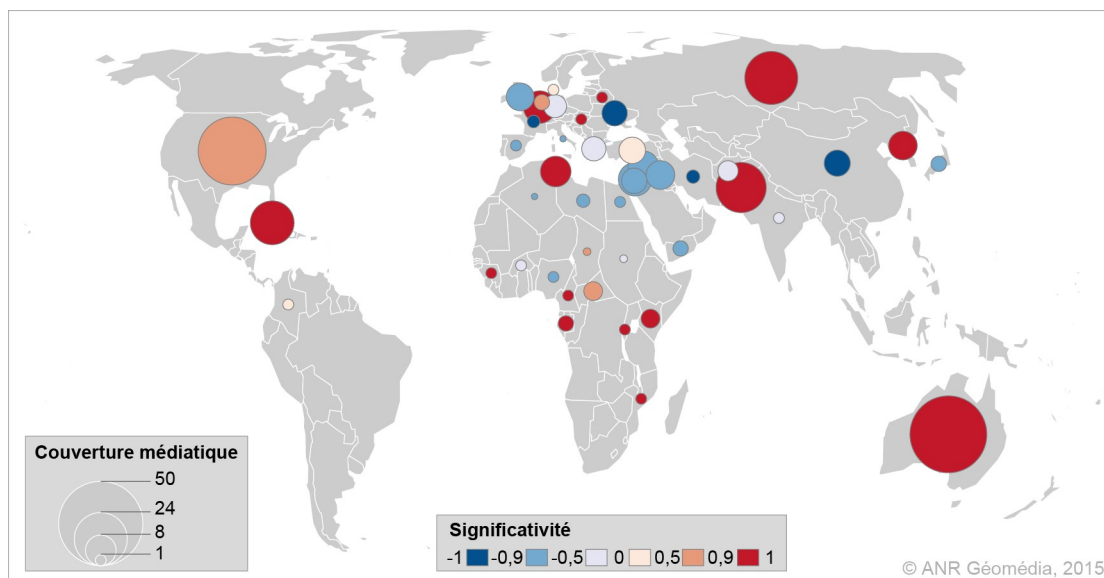 Couverture médiatique
50
24
8
1
Significativité
-1 -0,9 -0,5 0 0,5 0,9 1
© ANR Géomédia, 2015